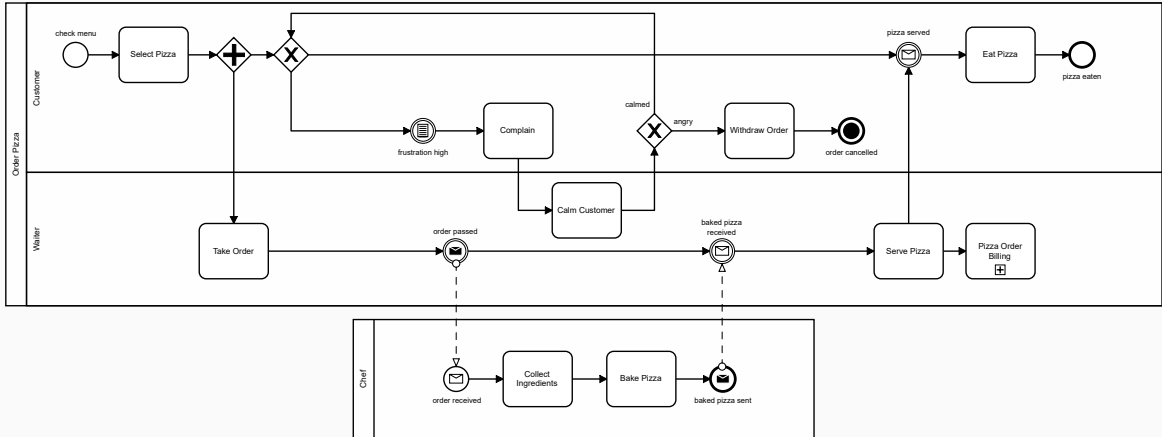 Order Pizza
Customer
check menu
Select Pizza
pizza served
Eat Pizza
pizza eaten
frustration high
Complain
calmed
angry
Withdraw Order
order cancelled
Waiter
Take Order
order passed
Calm Customer
baked pizza
received
Serve Pizza
Pizza Order
Billing
Chef
order received
Collect
Ingredients
Bake Pizza
baked pizza sent